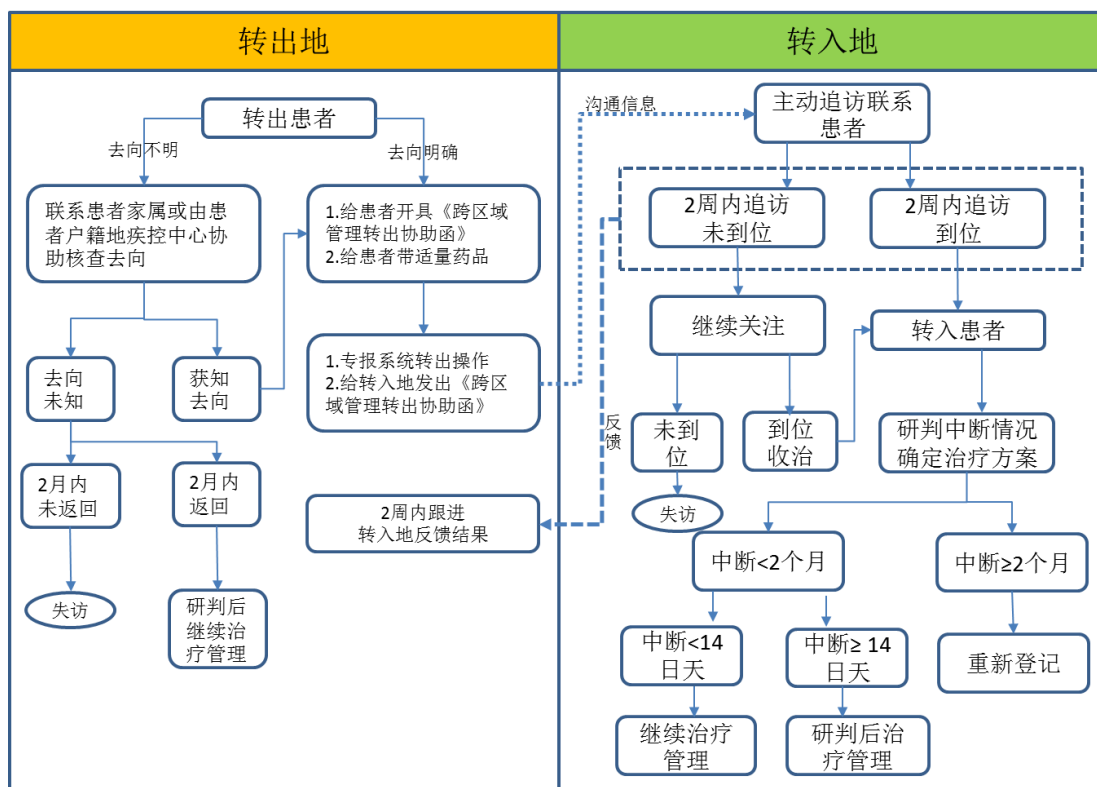 转出地
转入地
转出患者
去向不明
去向明确
联系患者家属或由患
者户籍地疾控中心协
助核查去向
1.给患者开具《跨区域
管理转出协助函》
2.给患者带适量药品
去向
未知
获知
去向
1.专报系统转出操作
2.给转入地发出《跨区
域管理转出协助函》
2月内
未返回
2月内
返回
2周内跟进
转入地反馈结果
失访
研判后
继续治
疗管理
沟通信息
反
馈
主动追访联系
患者
2周内追访
未到位
2周内追访
到位
继续关注
转入患者
未到
位
到位
收治
研判中断情况
确定治疗方案
失访
中断<2个月
中断≥2个月
中断<14
日天
中断≥ 14
日天
重新登记
继续治疗
管理
研判后治
疗管理